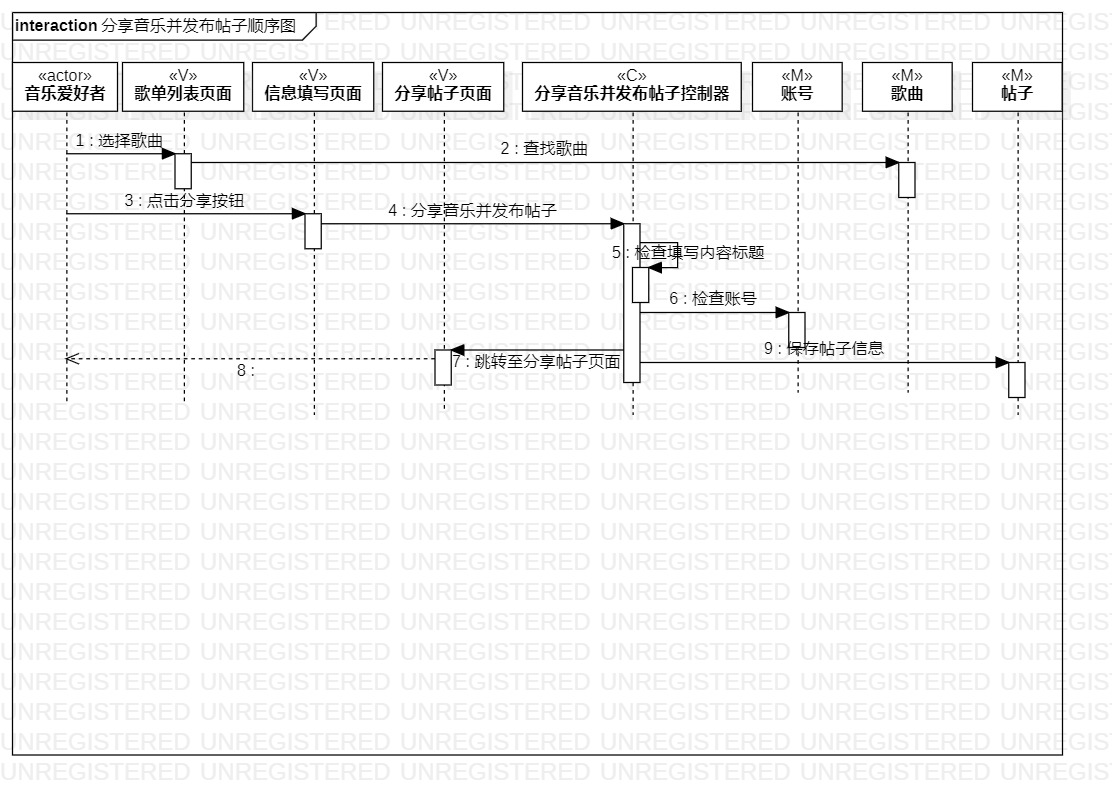 interaction 分享音乐并发布帖子顺序图
«actor»
音乐爱好者
«V»
歌单列表页面
«V»
信息填写页面
«V»
分享帖子页面
«C»
分享音乐并发布帖子控制器
«M»
账号
«M»
歌曲
«M»
帖子
1 : 选择歌曲
2 : 查找歌曲
3 : 点击分享按钮
4 : 分享音乐并发布帖子
5 : 检查填写内容标题
6 : 检查账号
9 : 保存帖子信息
7 : 跳转至分享帖子页面
8 :
UNREGISTERED